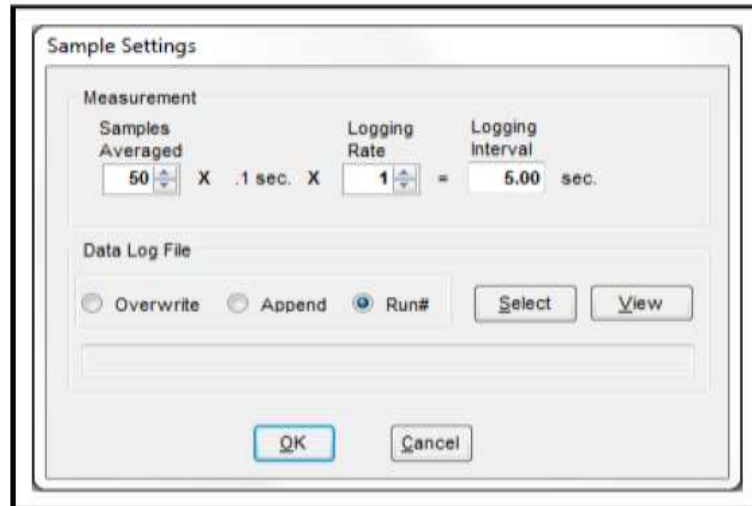 Sample Settings
Measurement
Samples Averaged
Logging Rate
Logging Interval
50 X .1 sec. X 1 = 5.00 sec.
Data Log File
Overwrite Append Run# Select View
OK Cancel